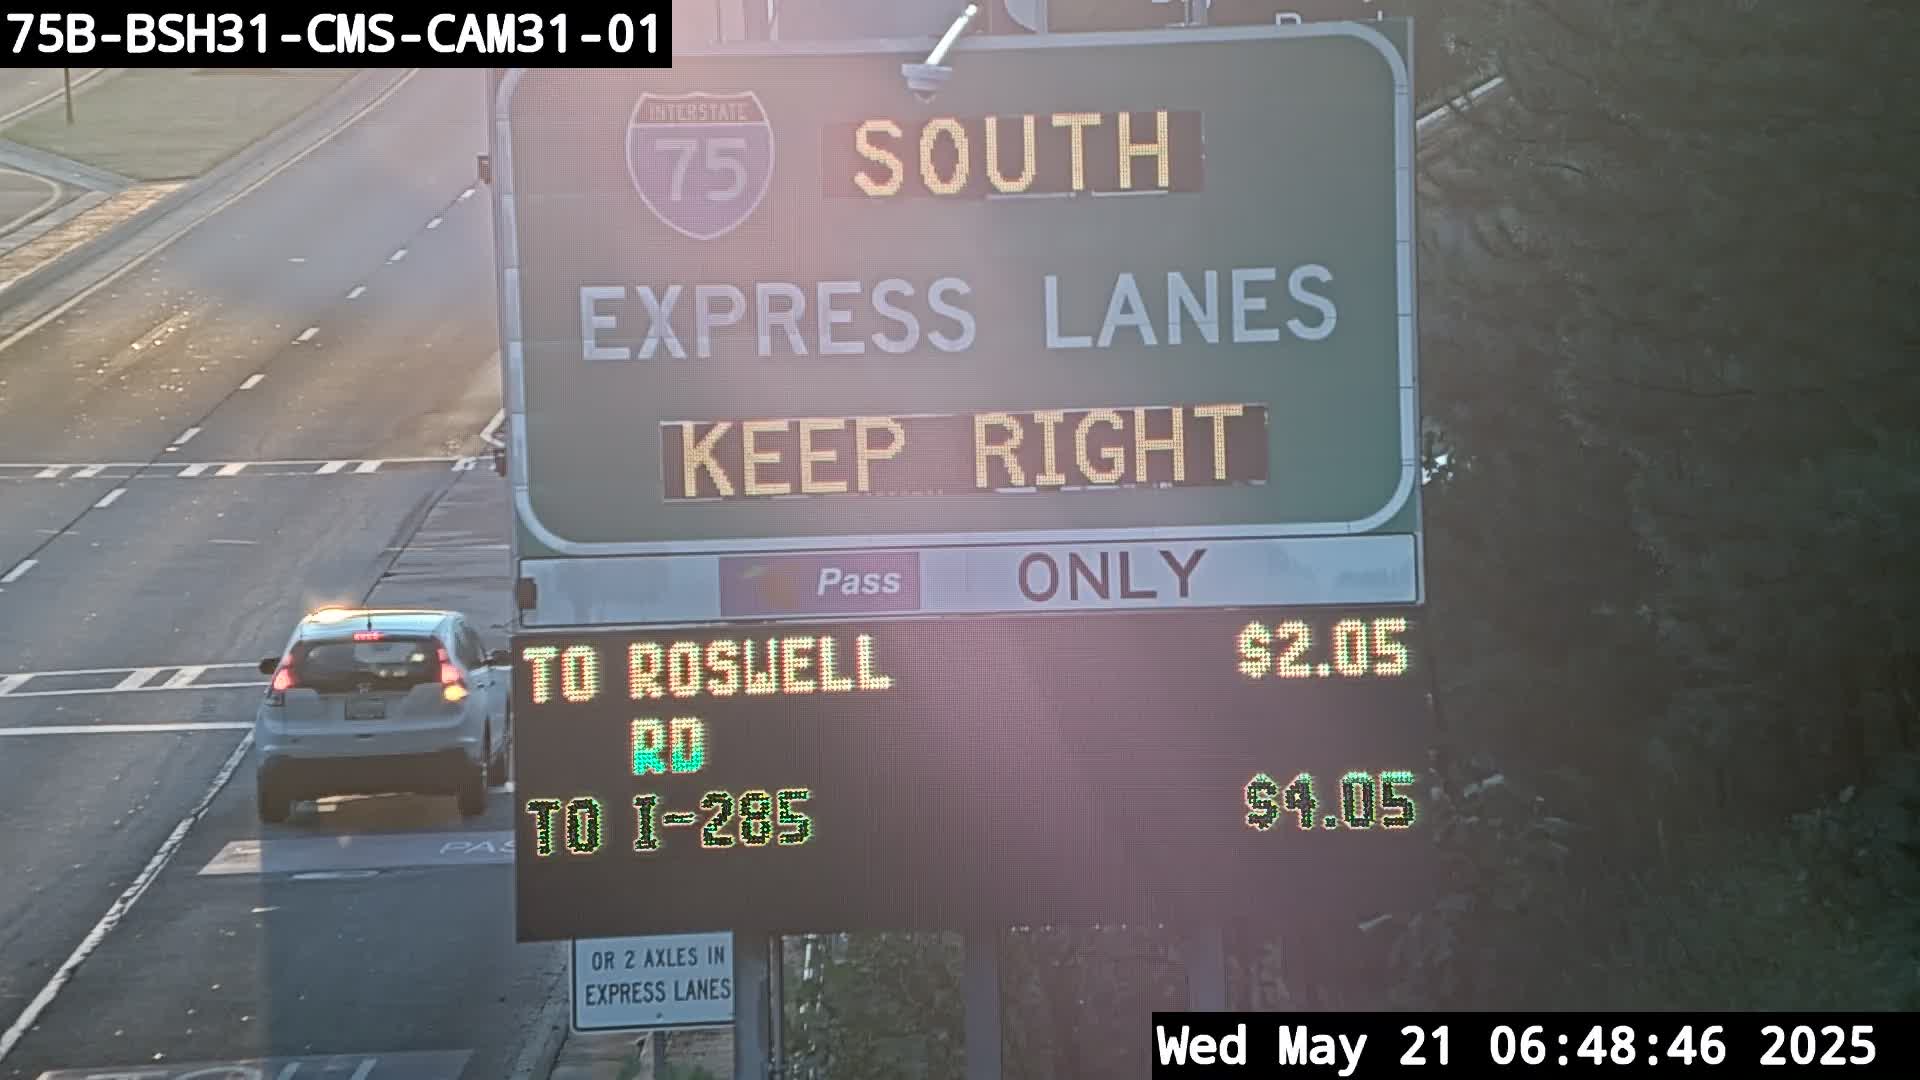 75B-BSH31-CMS-CAM31-01
INTERSTATE
75
SOUTH
EXPRESS LANES
KEEP RIGHT
Pass ONLY
TO ROSWELL $2.05
RD
TO I-285 $4.05
OR 2 AXLES IN
EXPRESS LANES
Wed May 21 06:48:46 2025